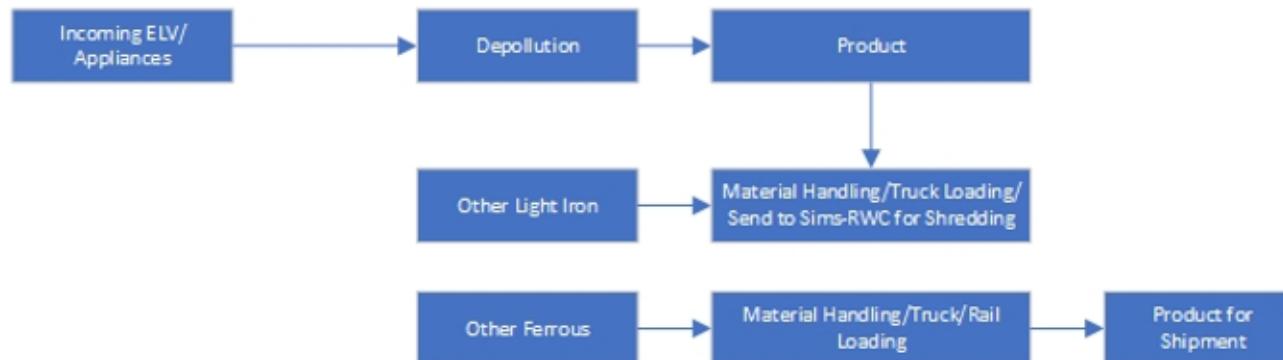 Incoming ELV/
Appliances
Depollution
Product
Other Light Iron
Material Handling/Truck Loading/
Send to Sims-RWC for Shredding
Other Ferrous
Material Handling/Truck/Rail
Loading
Product for
Shipment